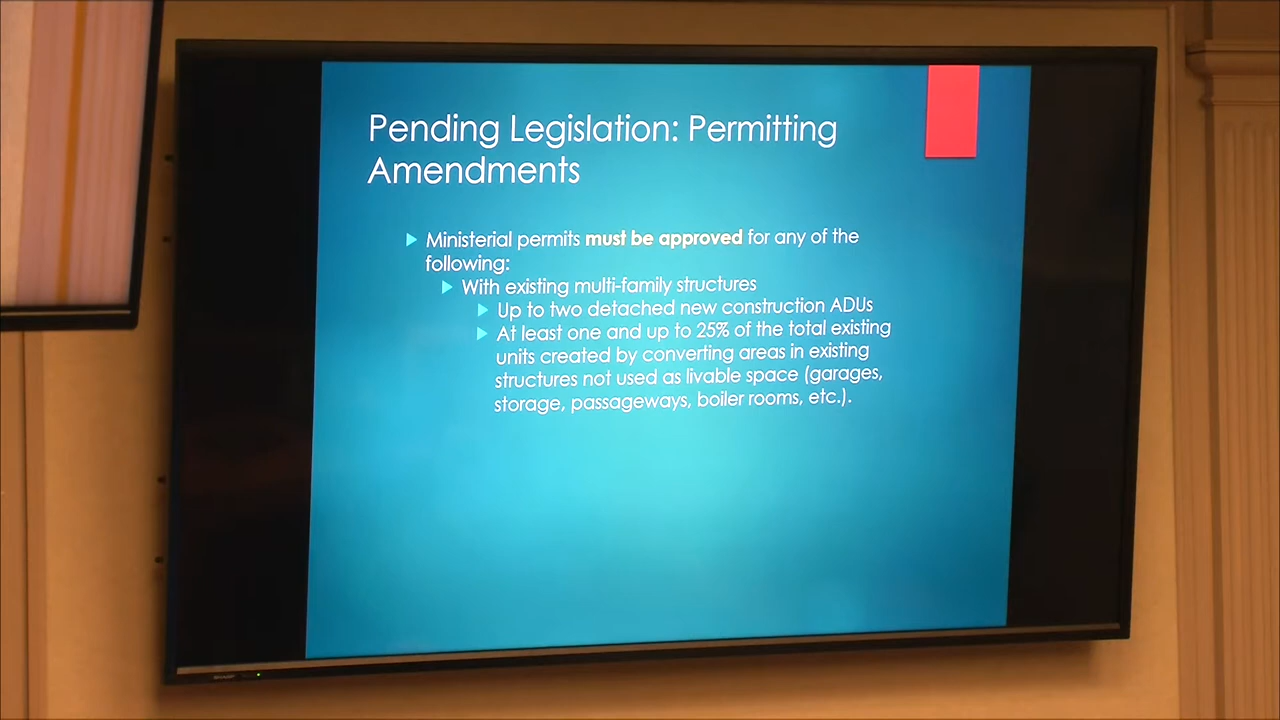 Pending Legislation: Permitting
Amendments
Ministerial permits must be approved for any of the
following:
With existing multi-family structures
Up to two detached new construction ADUs
At least one and up to 25% of the total existing
units created by converting areas in existing
structures not used as livable space (garages,
storage, passageways, boiler rooms, etc.).
SHARP